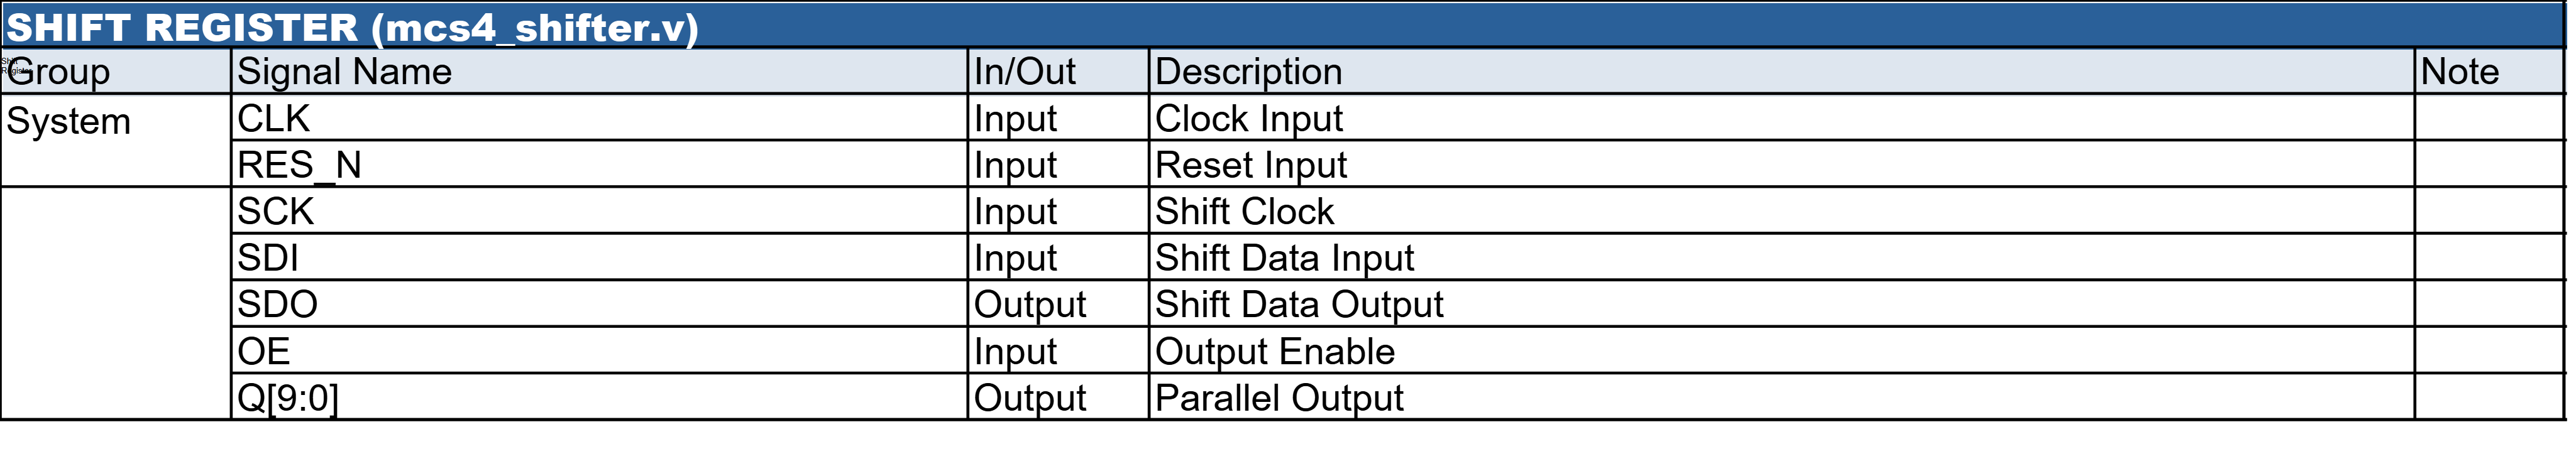 SHIFT REGISTER (mcs4_shifter.v)
Group Signal Name In/Out Description Note
Shift
Register
System CLK Input Clock Input
RES_N Input Reset Input
SCK Input Shift Clock
SDI Input Shift Data Input
SDO Output Shift Data Output
OE Input Output Enable
Q[9:0] Output Parallel Output